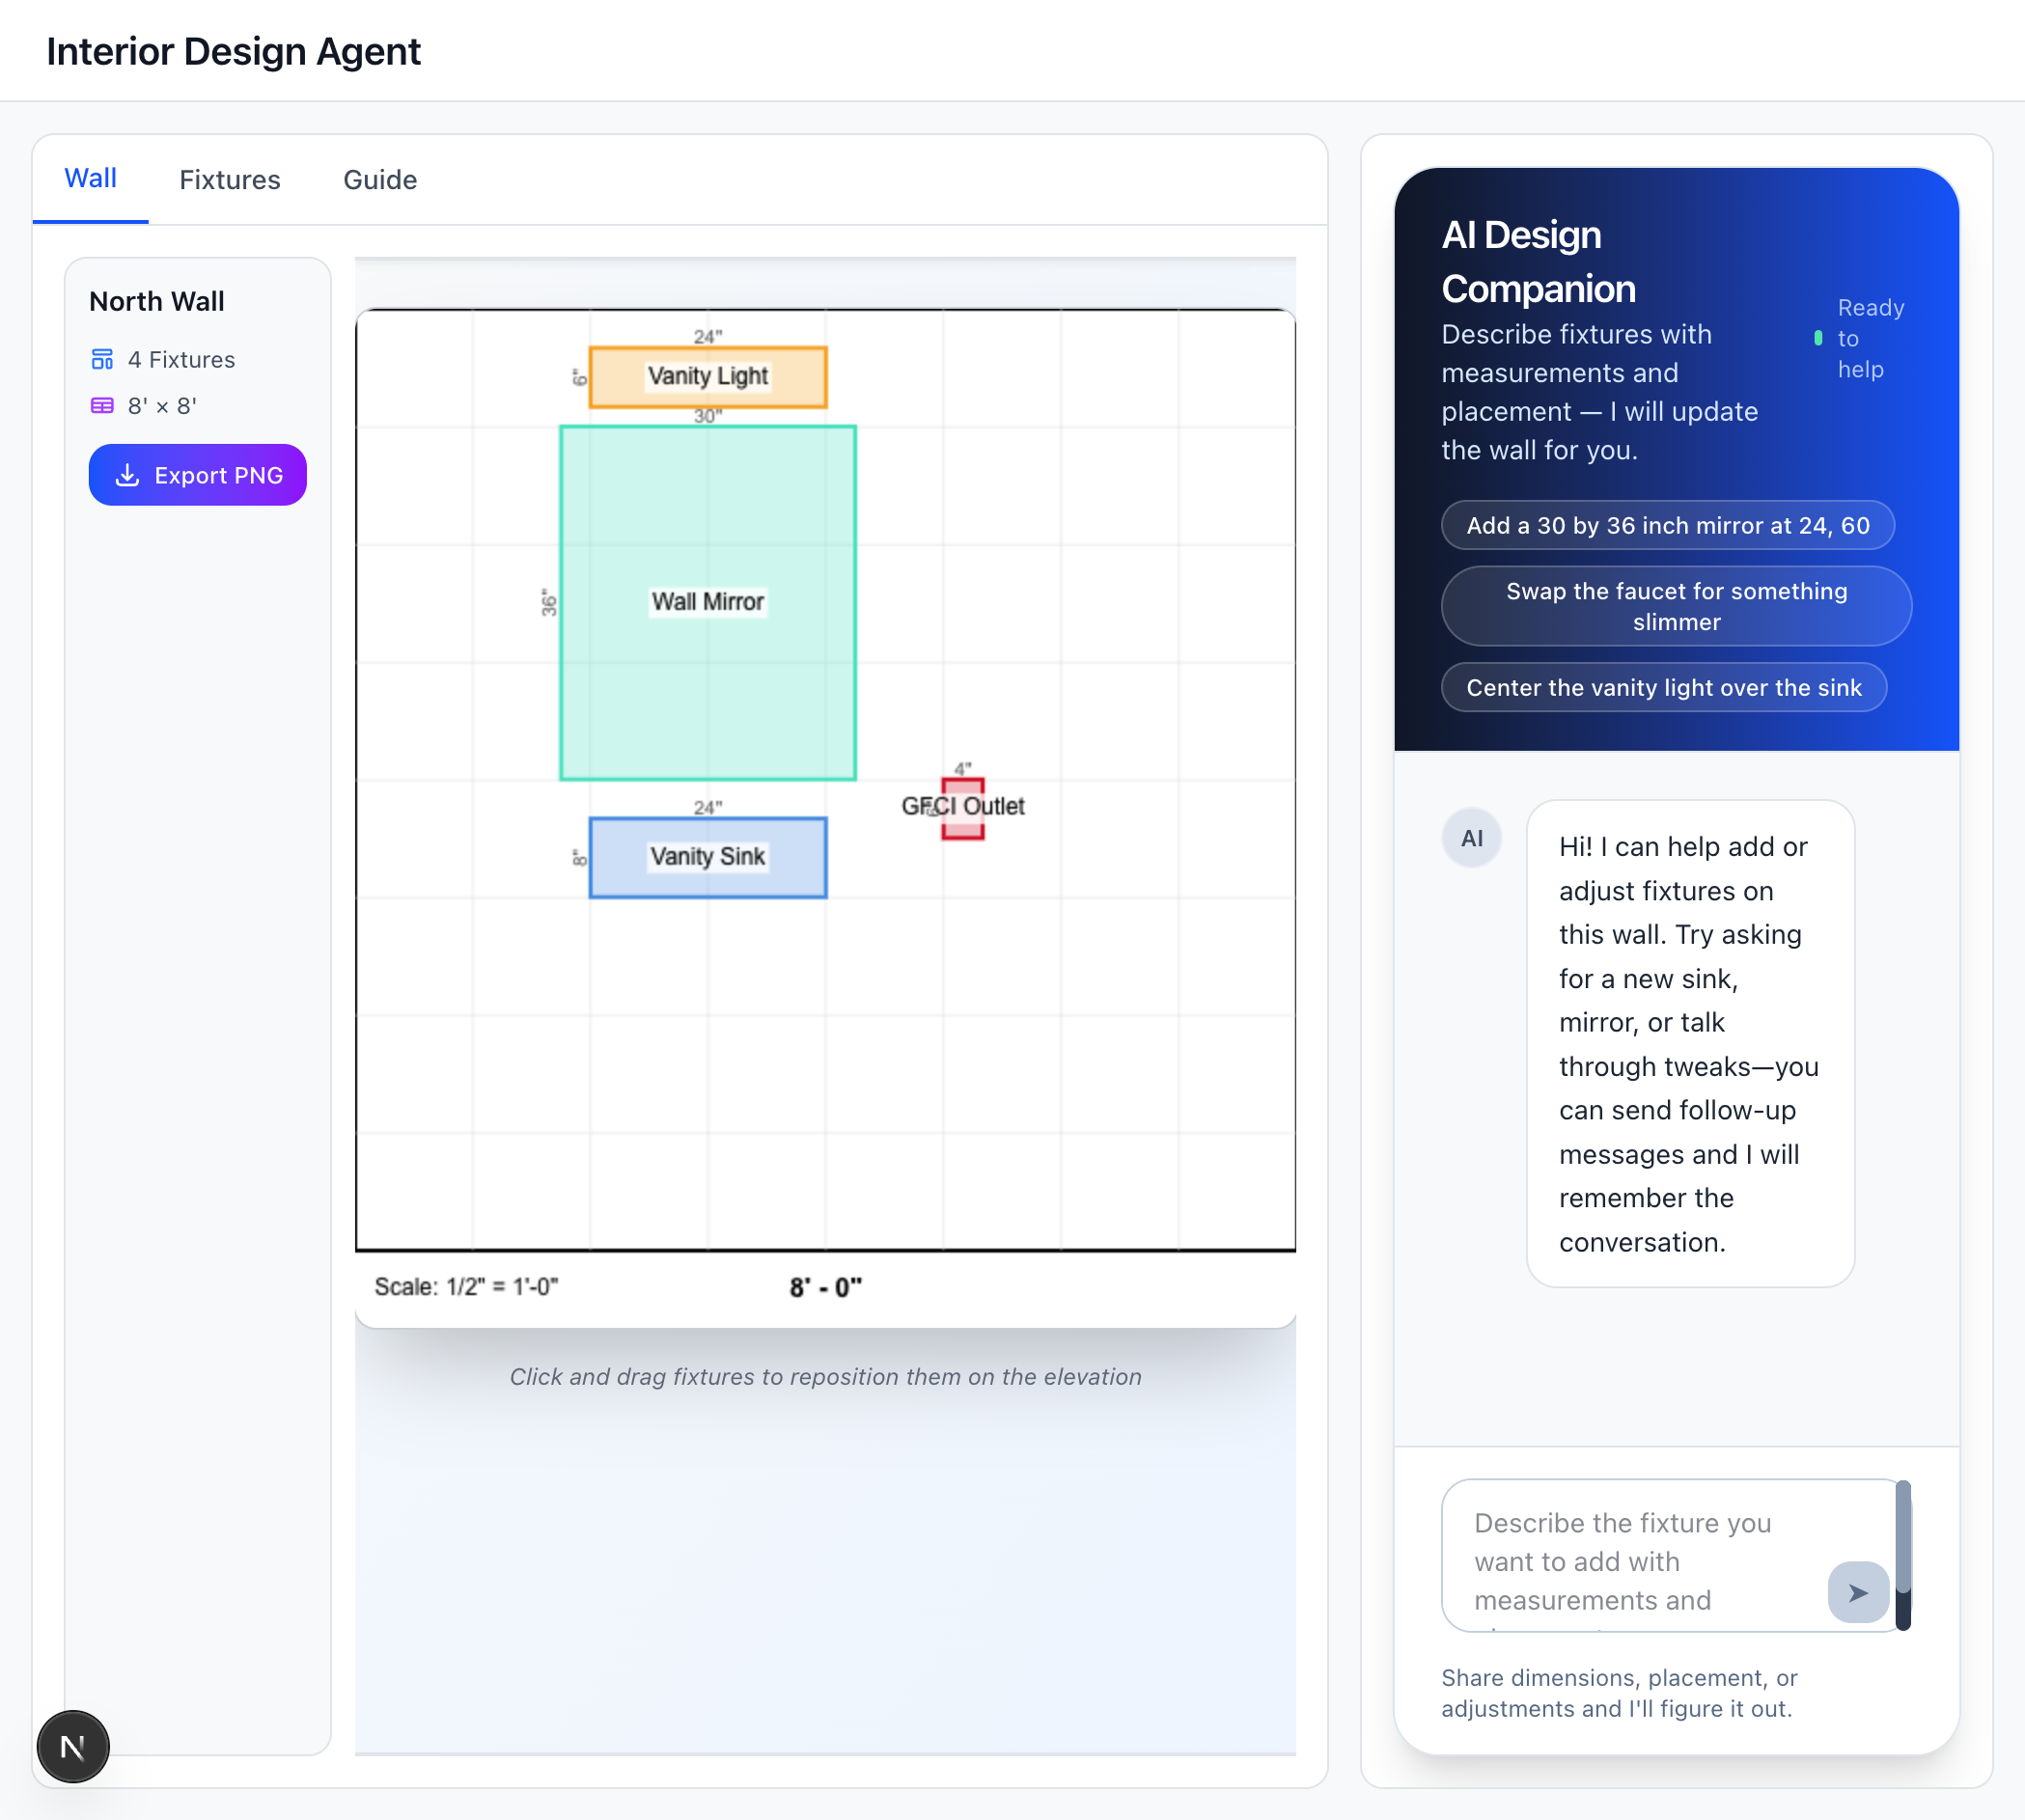 Interior Design Agent
Wall
Fixtures
Guide
North Wall
4 Fixtures
8' × 8'
Export PNG
24"
6"
Vanity Light
30"
36"
Wall Mirror
24"
8"
Vanity Sink
4"
GFCI Outlet
Scale: 1/2" = 1'-0"
8' - 0"
Click and drag fixtures to reposition them on the elevation
N
AI Design
Companion
Describe fixtures with
measurements and
placement — I will update
the wall for you.
Ready
to
help
Add a 30 by 36 inch mirror at 24, 60
Swap the faucet for something
slimmer
Center the vanity light over the sink
AI
Hi! I can help add or
adjust fixtures on
this wall. Try asking
for a new sink,
mirror, or talk
through tweaks—you
can send follow-up
messages and I will
remember the
conversation.
Describe the fixture you
want to add with
measurements and
Share dimensions, placement, or
adjustments and I'll figure it out.